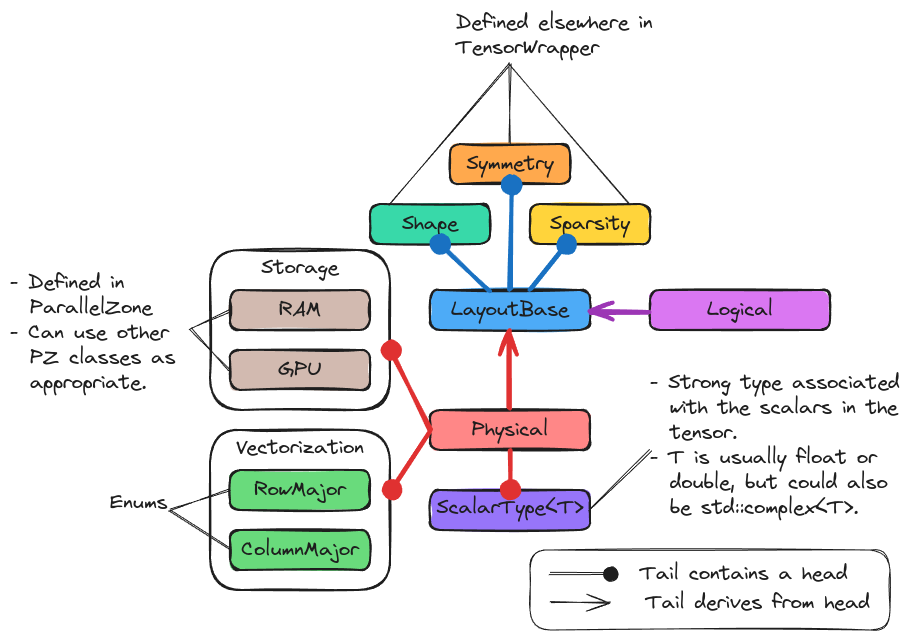 Defined elsewhere in
TensorWrapper
Symmetry
Shape
Sparsity
Storage
- Defined in
ParallelZone
- Can use other
PZ classes as
appropriate.
RAM
GPU
LayoutBase
Logical
Physical
- Strong type associated
with the scalars in the
tensor.
- T is usually float or
double, but could also
be std::complex<T>.
Vectorization
RowMajor
Enums
ColumnMajor
ScalarType<T>
Tail contains a head
Tail derives from head